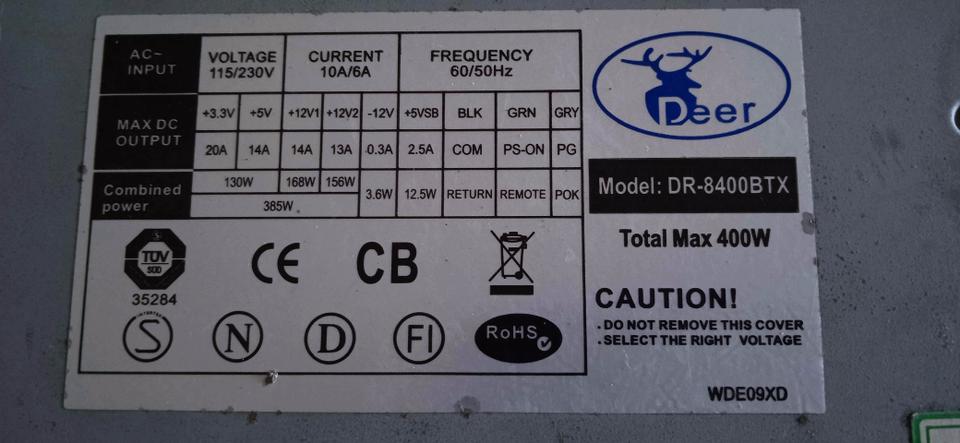 AC~ INPUT
VOLTAGE 115/230V
CURRENT 10A/6A
FREQUENCY 60/50Hz
MAX DC OUTPUT
+3.3V +5V +12V1 +12V2 -12V +5VSB BLK GRN GRY
20A 14A 14A 13A 0.3A 2.5A COM PS-ON PG
Combined power
130W 168W 156W 3.6W 12.5W RETURN REMOTE POK
385W
TÜV
SÜD
35284
CE
CB
INTERTEK
S
N
D
FI
RoHS
Deer
Model: DR-8400BTX
Total Max 400W
CAUTION!
. DO NOT REMOVE THIS COVER
. SELECT THE RIGHT VOLTAGE
WDE09XD